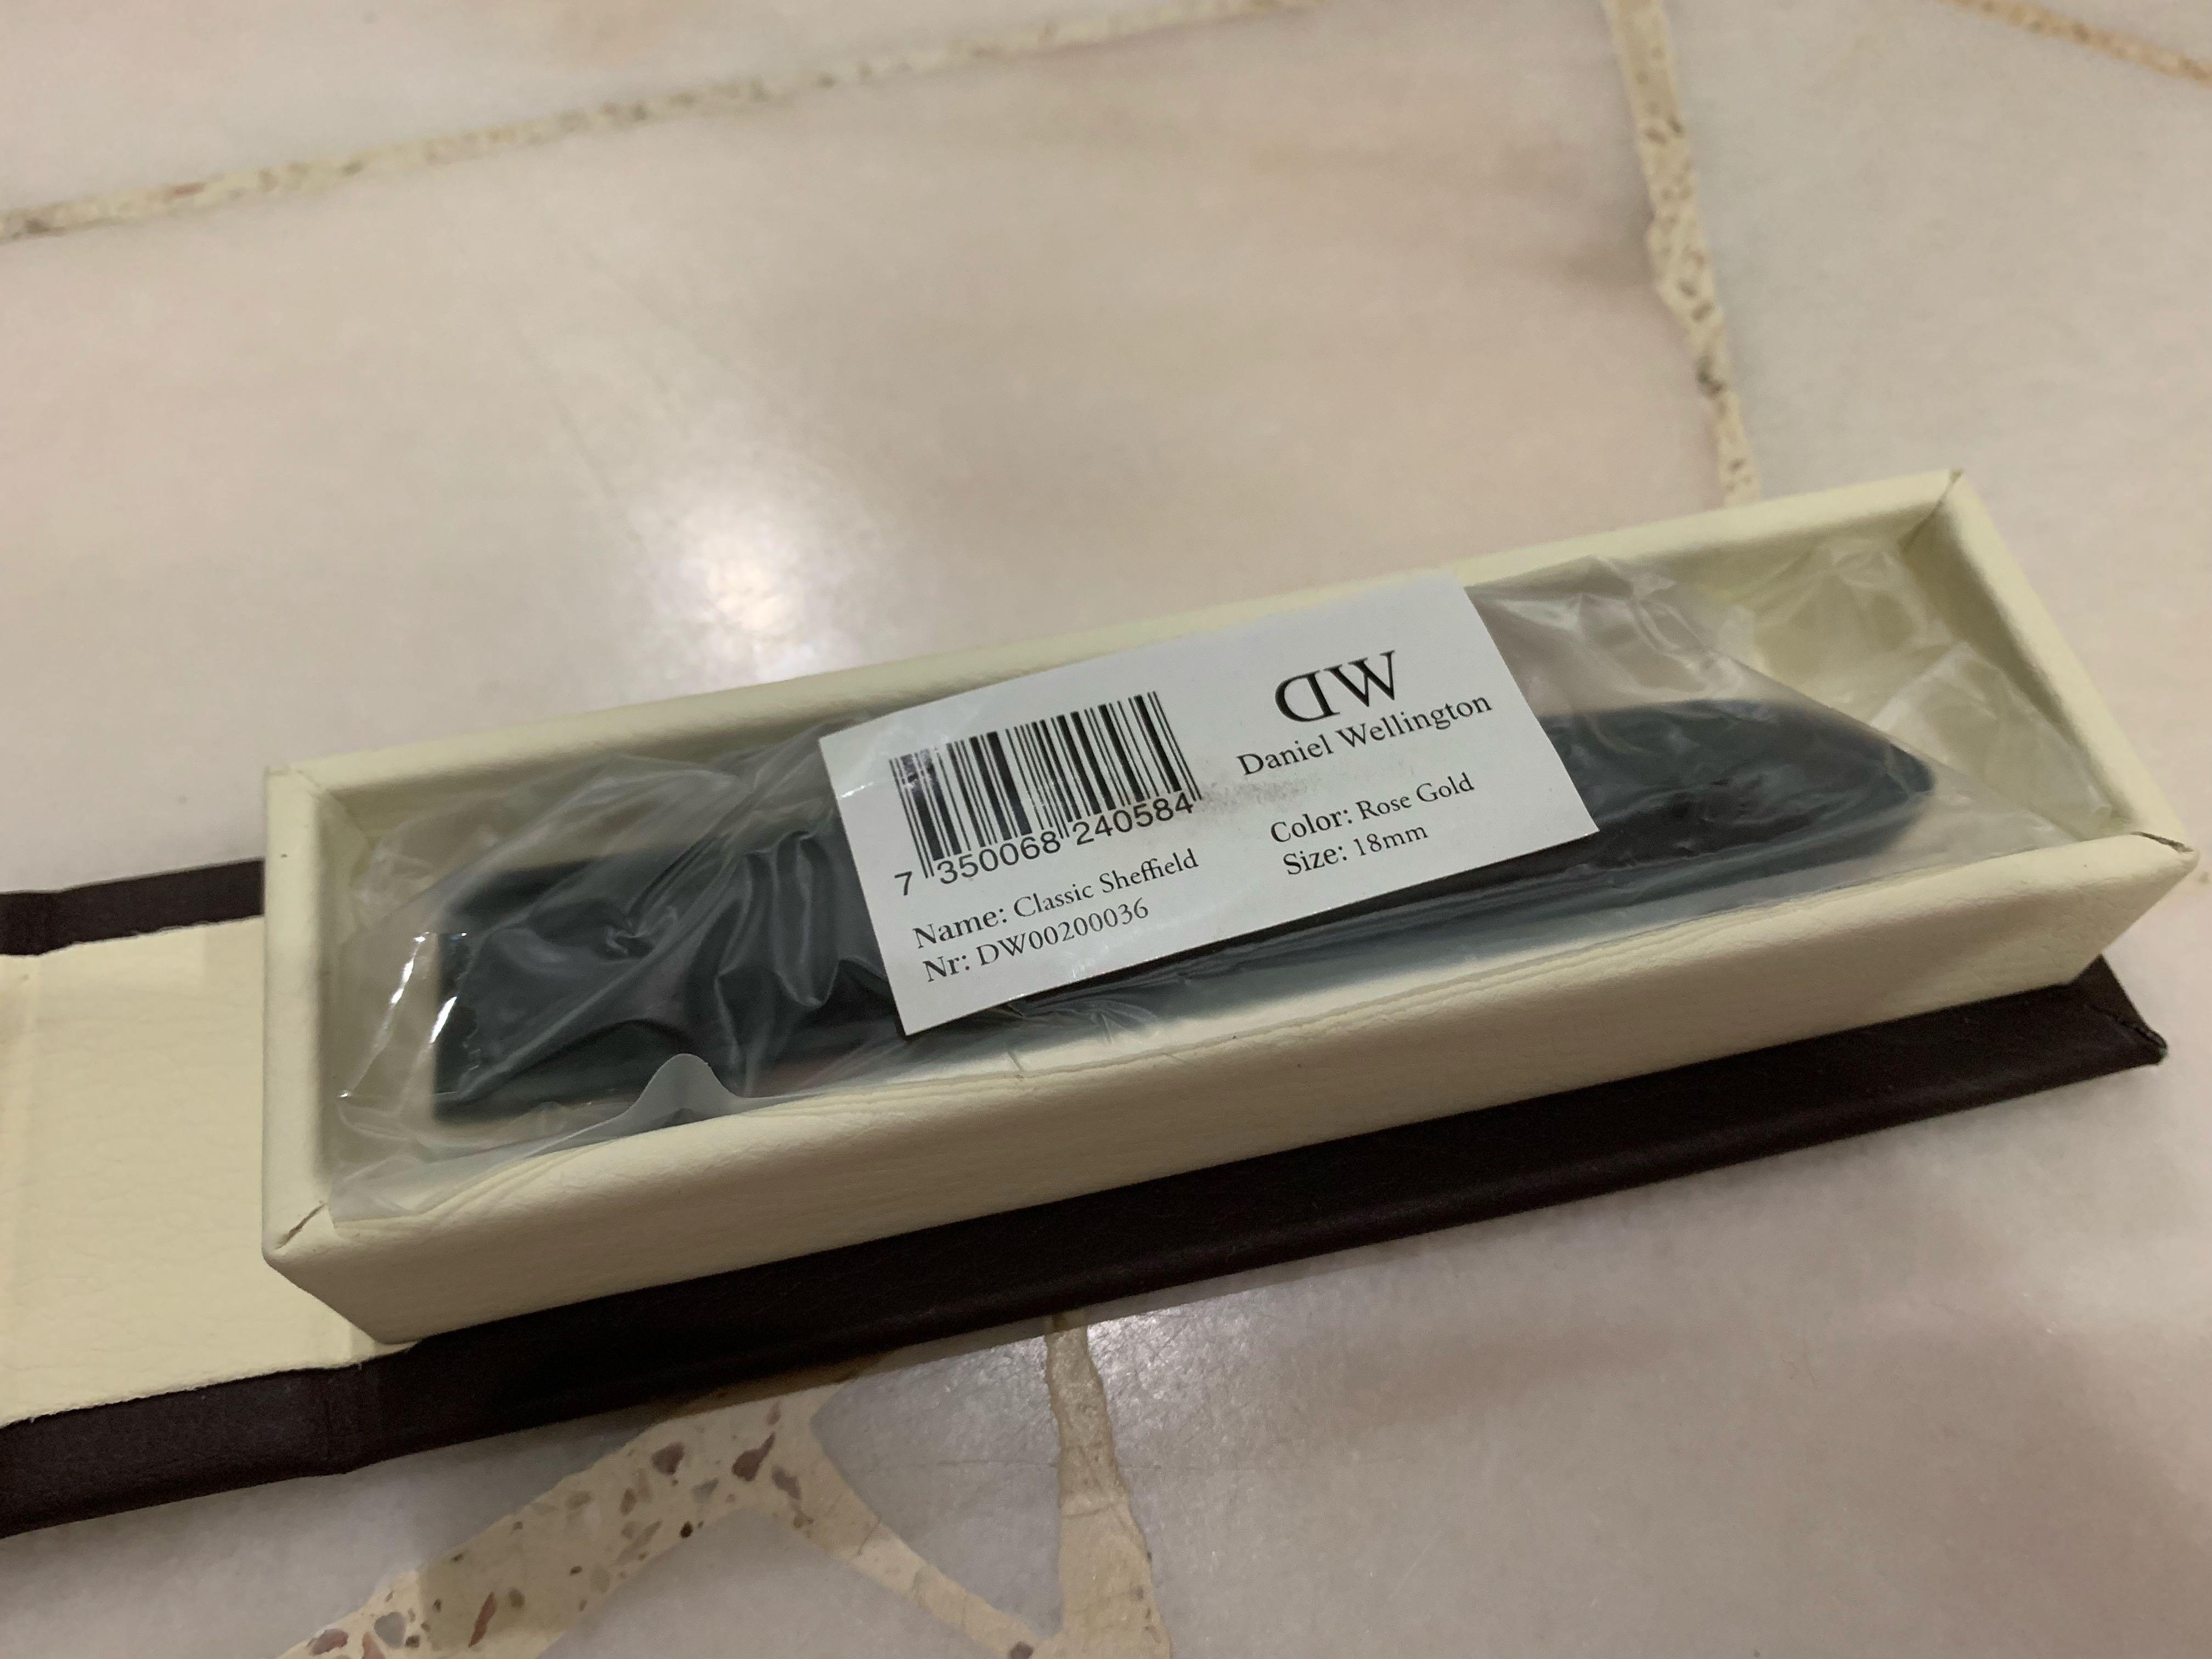 DW
Daniel Wellington
7 350068 240584
Name: Classic Sheffield
Nr: DW00200036
Color: Rose Gold
Size: 18mm